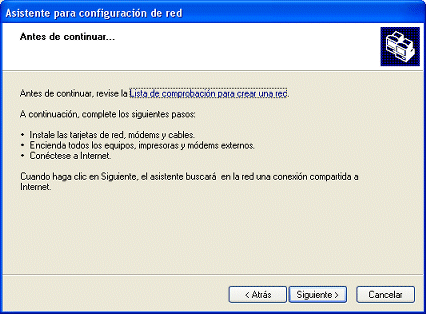 Asistente para configuración de red
Antes de continuar...
Antes de continuar, revise la Lista de comprobación para crear una red.
A continuación, complete los siguientes pasos:
• Instale las tarjetas de red, módems y cables.
• Encienda todos los equipos, impresoras y módems externos.
• Conéctese a Internet.
Cuando haga clic en Siguiente, el asistente buscará en la red una conexión compartida a
Internet.
< Atrás
Siguiente >
Cancelar